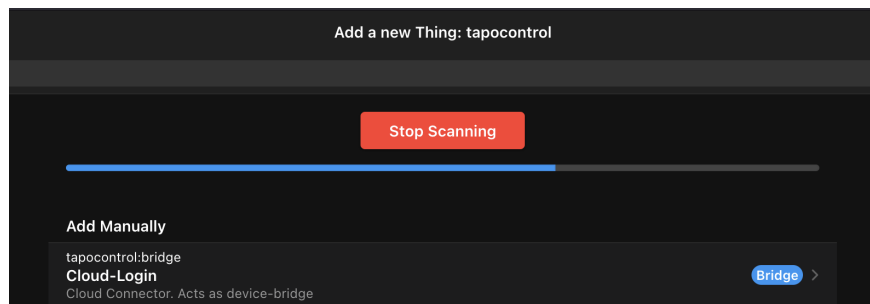 Add a new Thing: tapocontrol
Stop Scanning
Add Manually
tapocontrol:bridge
Cloud-Login
Bridge
Cloud Connector. Acts as device-bridge